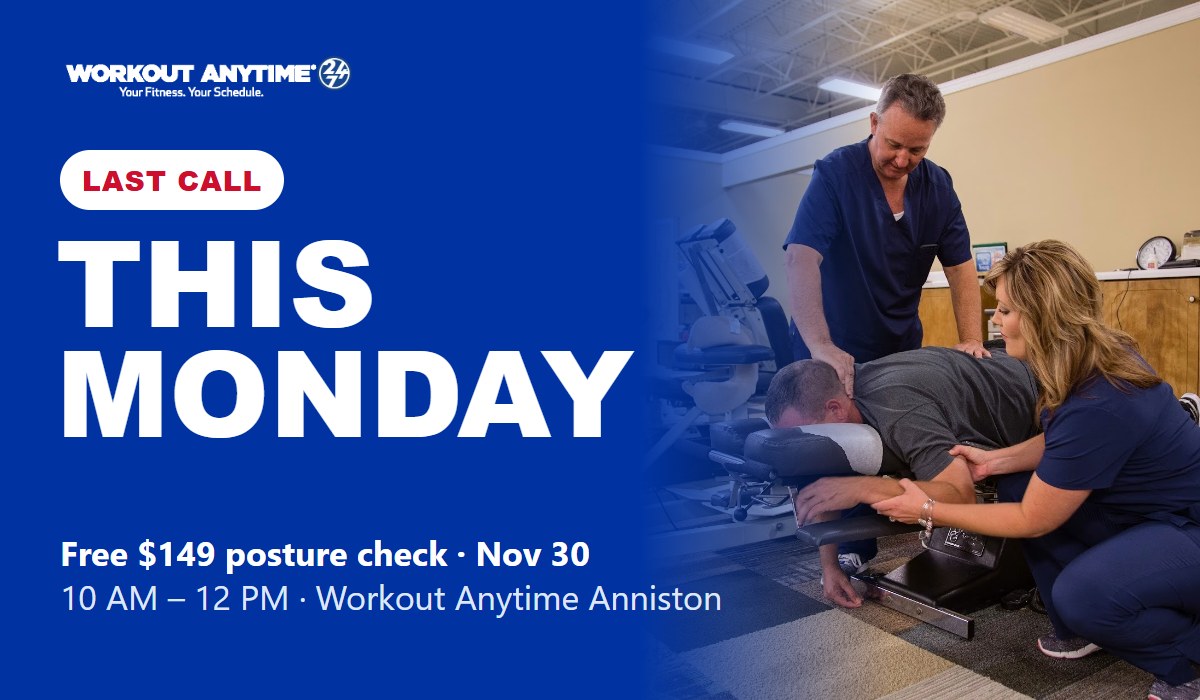 WORKOUT ANYTIME 24/7
Your Fitness. Your Schedule.
LAST CALL
THIS
MONDAY
Free $149 posture check · Nov 30
10 AM – 12 PM · Workout Anytime Anniston